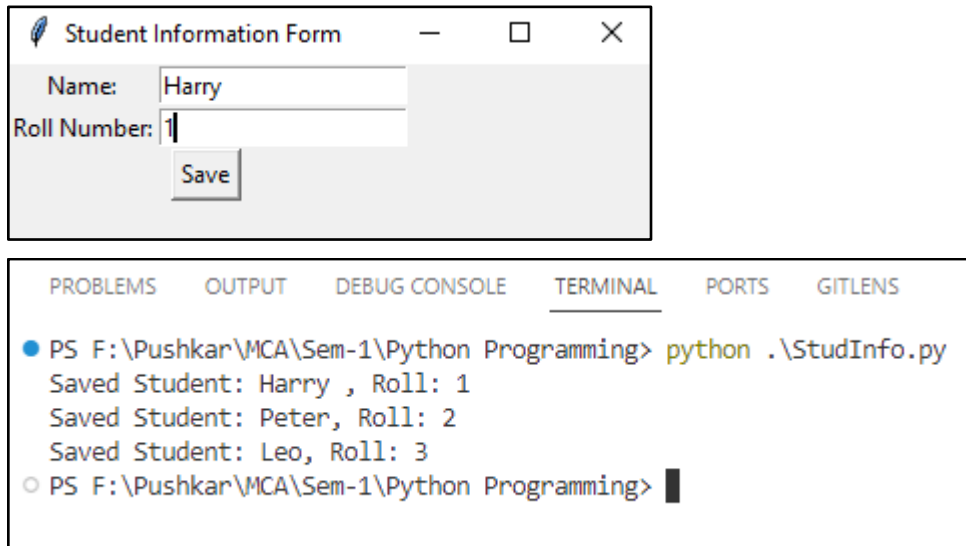 Student Information Form
Name: Harry
Roll Number: 1
Save
PROBLEMS OUTPUT DEBUG CONSOLE TERMINAL PORTS GITLENS
PS F:\Pushkar\MCA\Sem-1\Python Programming> python .\StudInfo.py
Saved Student: Harry , Roll: 1
Saved Student: Peter, Roll: 2
Saved Student: Leo, Roll: 3
PS F:\Pushkar\MCA\Sem-1\Python Programming>